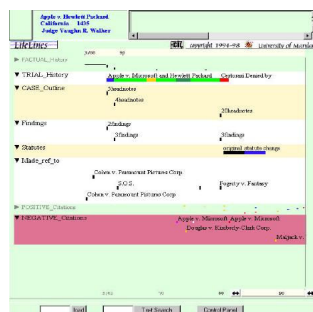 Apple v. Hewlett Packard
California 1435
Judge Vaughn R. Walker
LifeLines
copyright 1994-98
University of
FACTUAL_History
TRIAL_History
Apple v. Microsoft and Hewlett Packard
Certiorari Denied by
CASE_Outline
3headnotes
4headnotes
20headnotes
Findings
2findings
2findings
3findings
Statutes
original statute change
Made_ref_to
Cohen v. Paramount Pictures Corp.
S.O.S.
Fogerty v. Fantasy
Cohen v. Paramount Pictures Corp.
POSITIVE_Citations
NEGATIVE_Citations
Apple v. Microsoft
Apple v. Microsoft
Douglas v. Kimberly-Clark Corp.
Matjack v.
load
Text Search
Control Panel